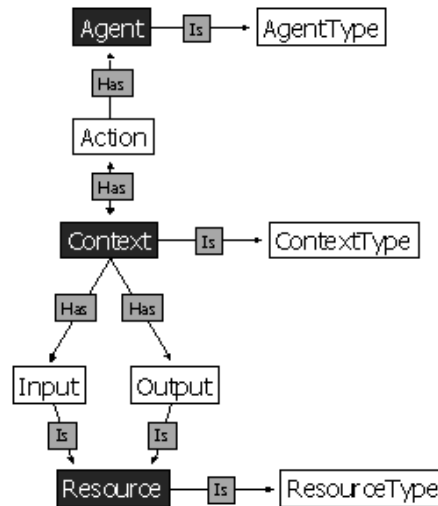 Agent Is AgentType
Has
Action
Has
Context Is ContextType
Has Has
Input Output
Is Is
Resource Is ResourceType